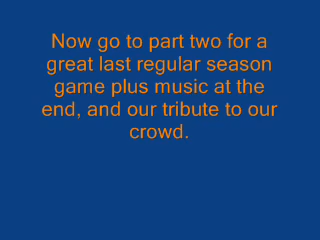 Now go to part two for a
great last regular season
game plus music at the
end, and our tribute to our
crowd.